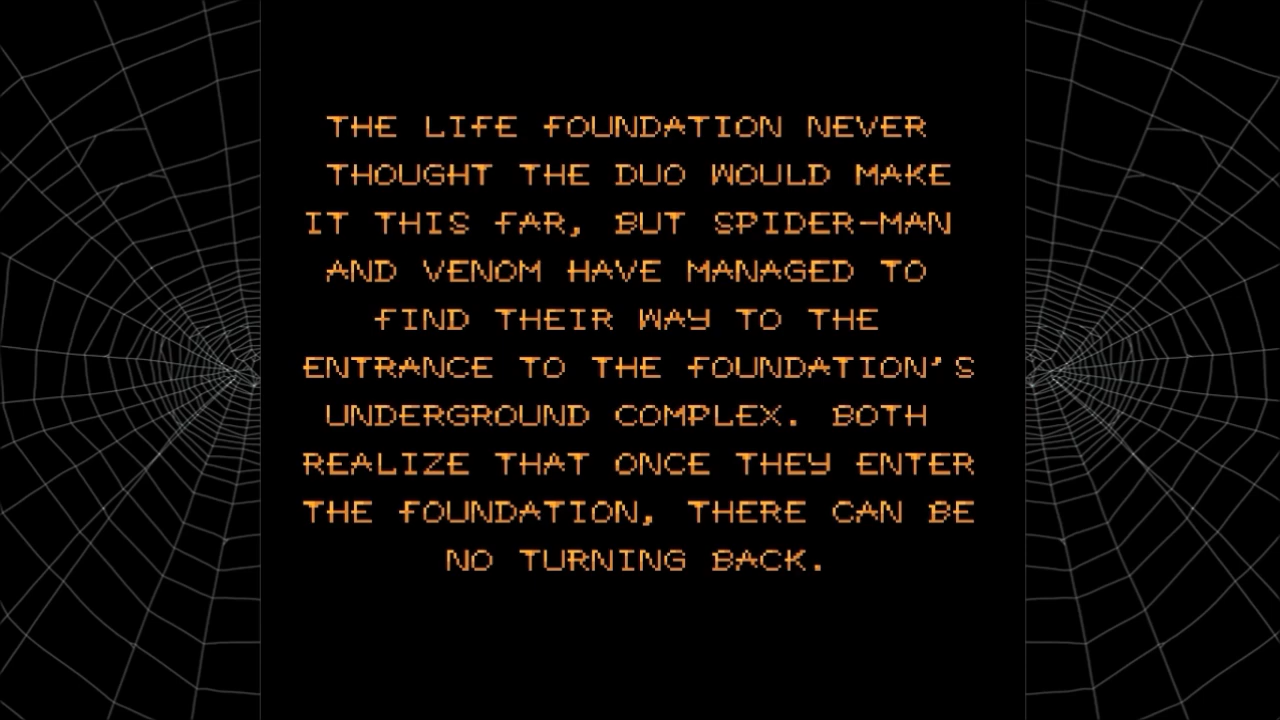 THE LIFE FOUNDATION NEVER
THOUGHT THE DUO WOULD MAKE
IT THIS FAR, BUT SPIDER-MAN
AND VENOM HAVE MANAGED TO
FIND THEIR WAY TO THE
ENTRANCE TO THE FOUNDATION'S
UNDERGROUND COMPLEX. BOTH
REALIZE THAT ONCE THEY ENTER
THE FOUNDATION, THERE CAN BE
NO TURNING BACK.